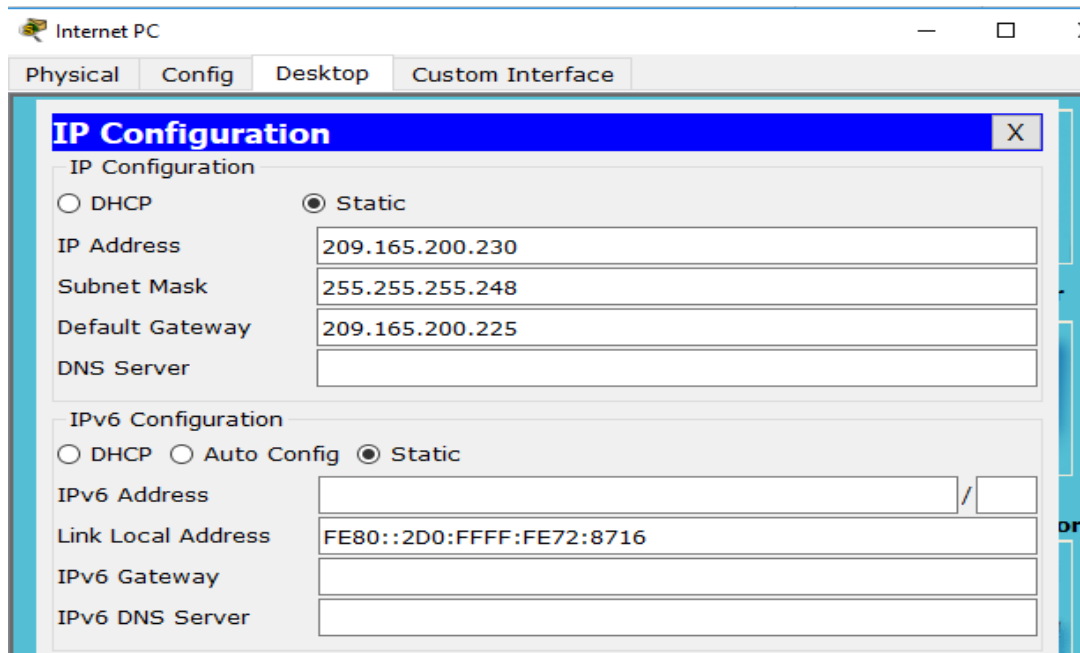 Internet PC
Physical Config Desktop Custom Interface
IP Configuration X
IP Configuration
DHCP Static
IP Address 209.165.200.230
Subnet Mask 255.255.255.248
Default Gateway 209.165.200.225
DNS Server
IPv6 Configuration
DHCP Auto Config Static
IPv6 Address /
Link Local Address FE80::2D0:FFFF:FE72:8716
IPv6 Gateway
IPv6 DNS Server